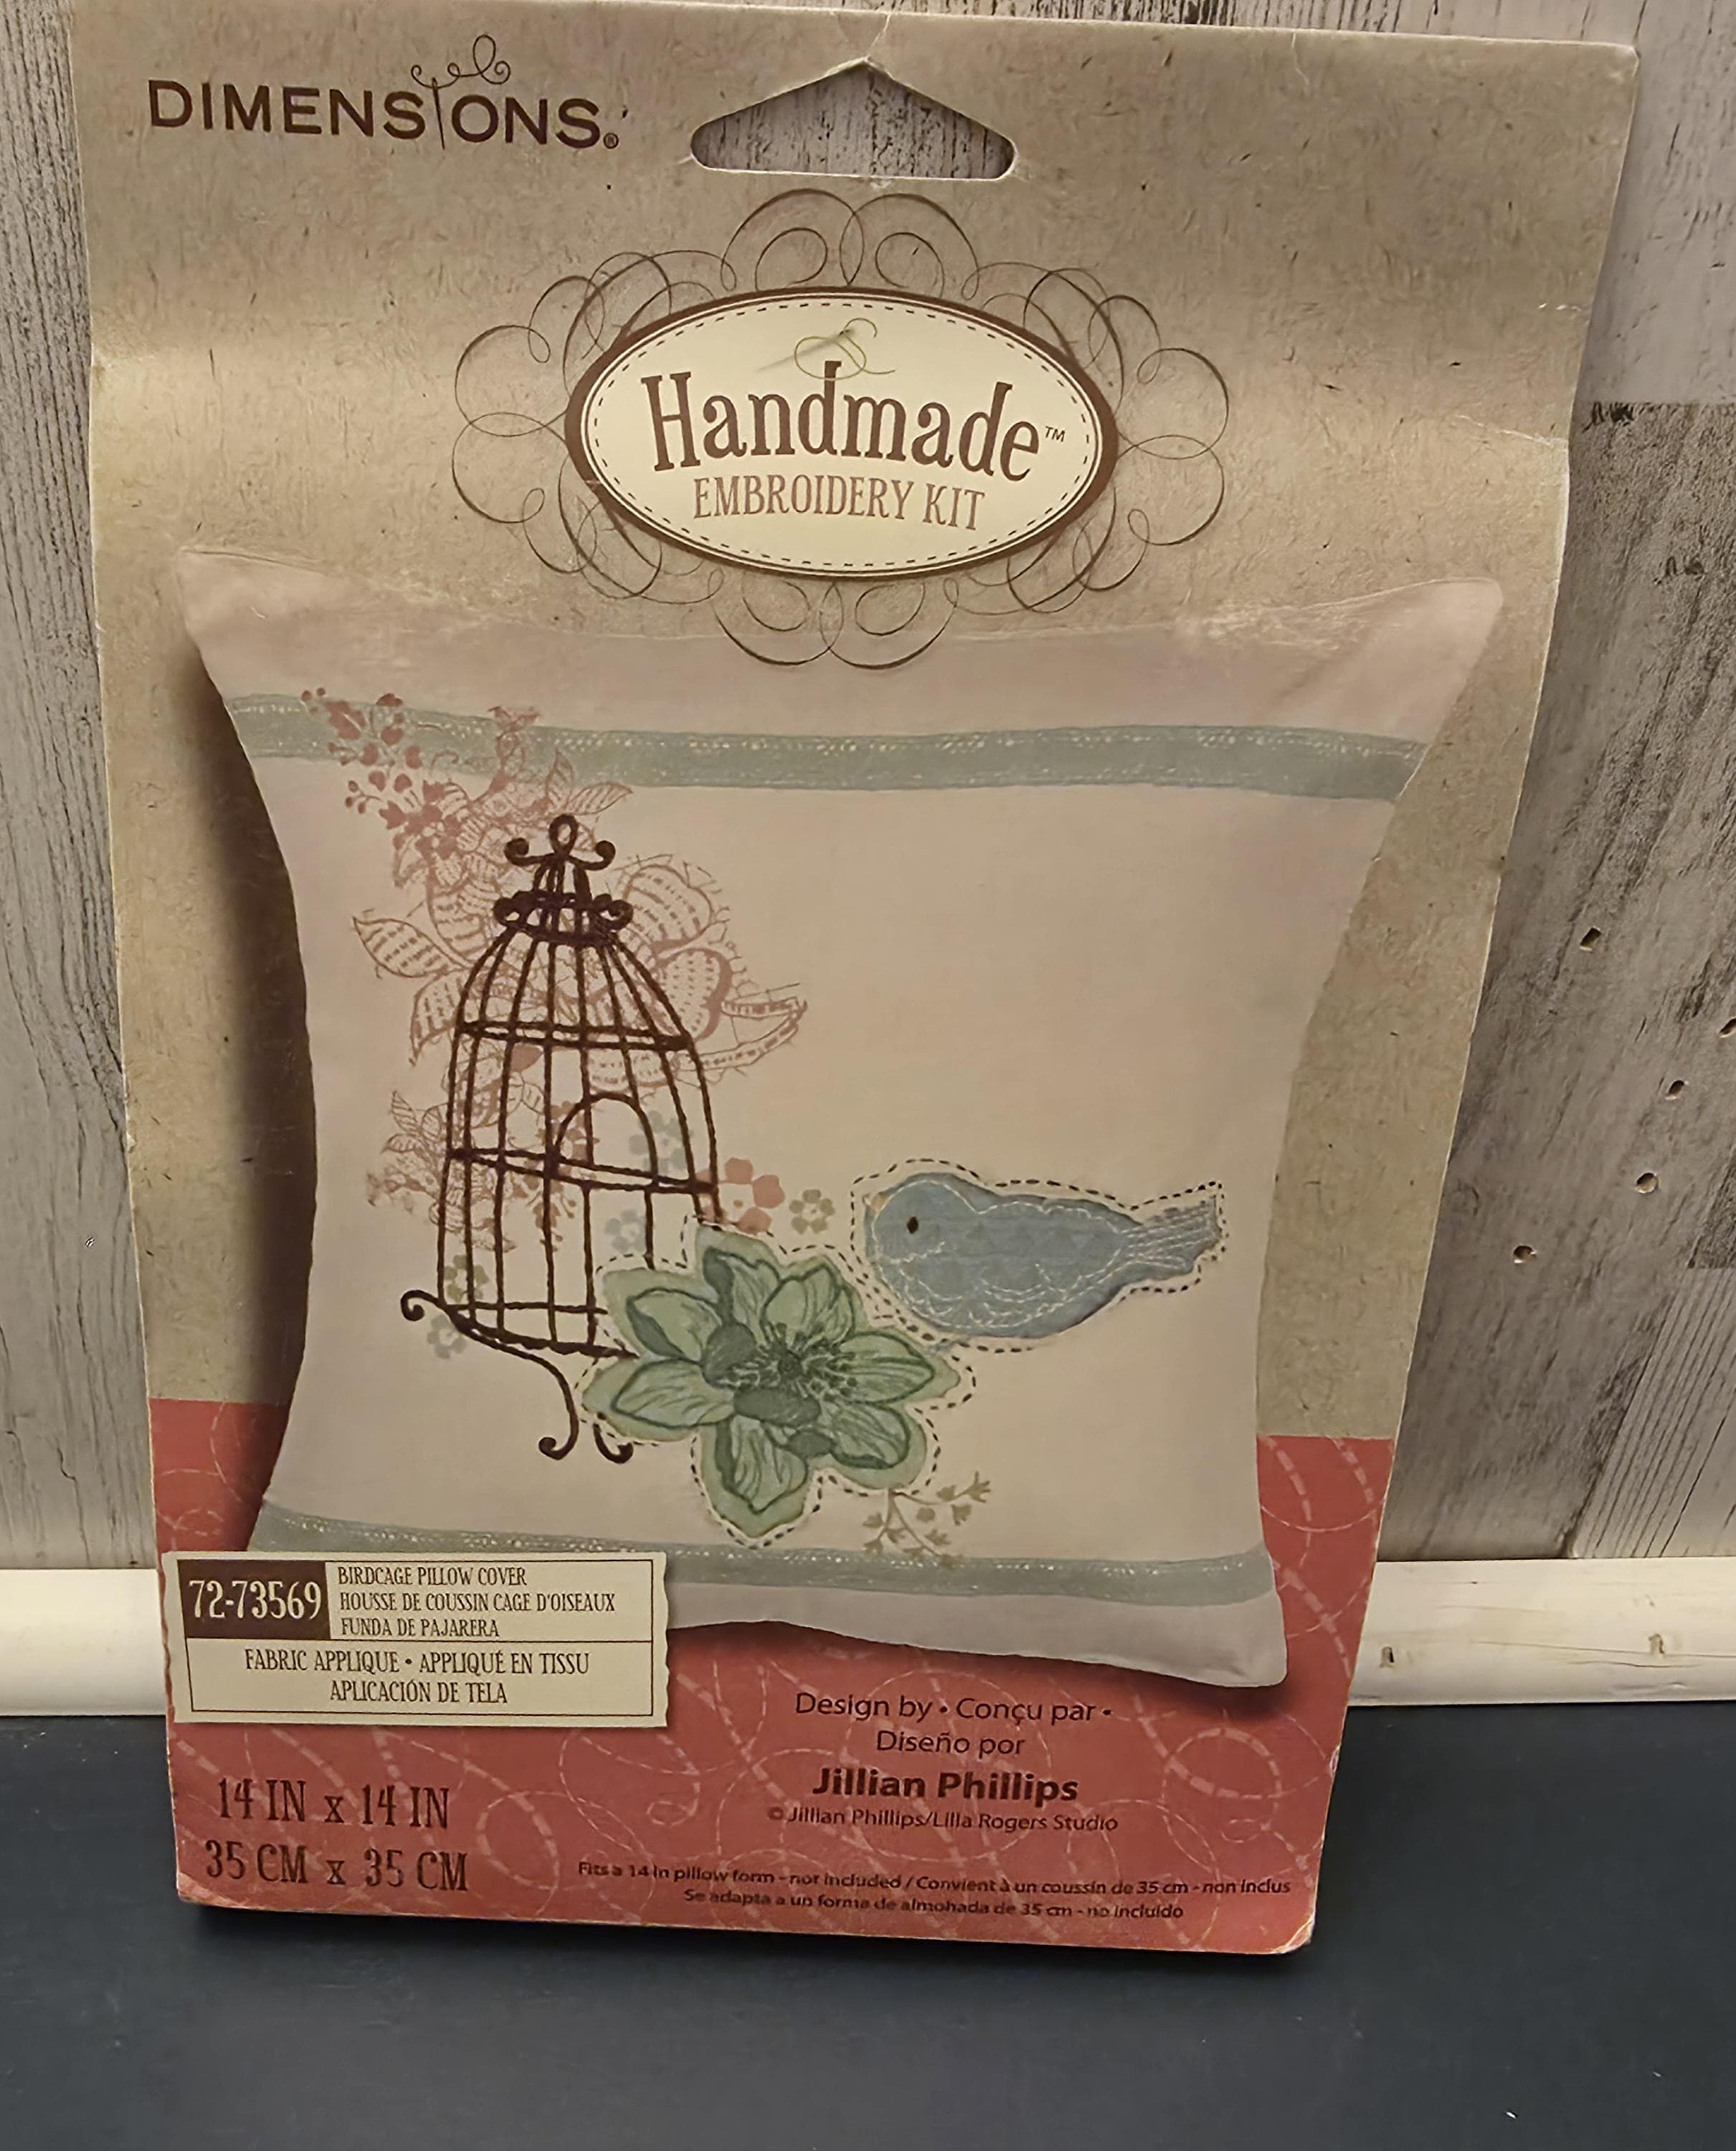 DIMENSIONS®
Handmade™
EMBROIDERY KIT
72-73569
BIRDCAGE PILLOW COVER
HOUSSE DE COUSSIN CAGE D'OISEAUX
FUNDA DE PAJARERA
FABRIC APPLIQUE • APPLIQUÉ EN TISSU
APLICACIÓN DE TELA
14 IN x 14 IN
35 CM x 35 CM
Design by • Conçu par •
Diseño por
Jillian Phillips
© Jillian Phillips/Lilla Rogers Studio
Fits a 14 in pillow form - not included / Convient à un coussin de 35 cm - non inclus
Se adapta a un forma de almohada de 35 cm - no incluido